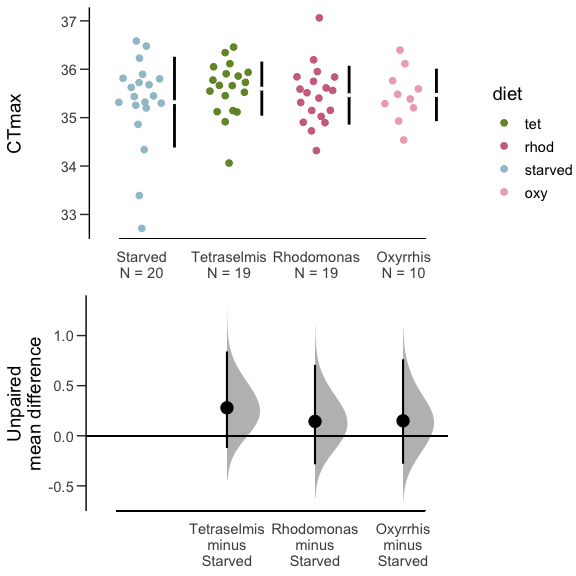 37
36
35
34
33
CTmax
Starved Tetraselmis Rhodomonas Oxyrrhis
N = 20 N = 19 N = 19 N = 10
diet
tet
rhod
starved
oxy
1.0
0.5
0.0
-0.5
Unpaired
mean difference
Tetraselmis Rhodomonas Oxyrrhis
minus minus minus
Starved Starved Starved